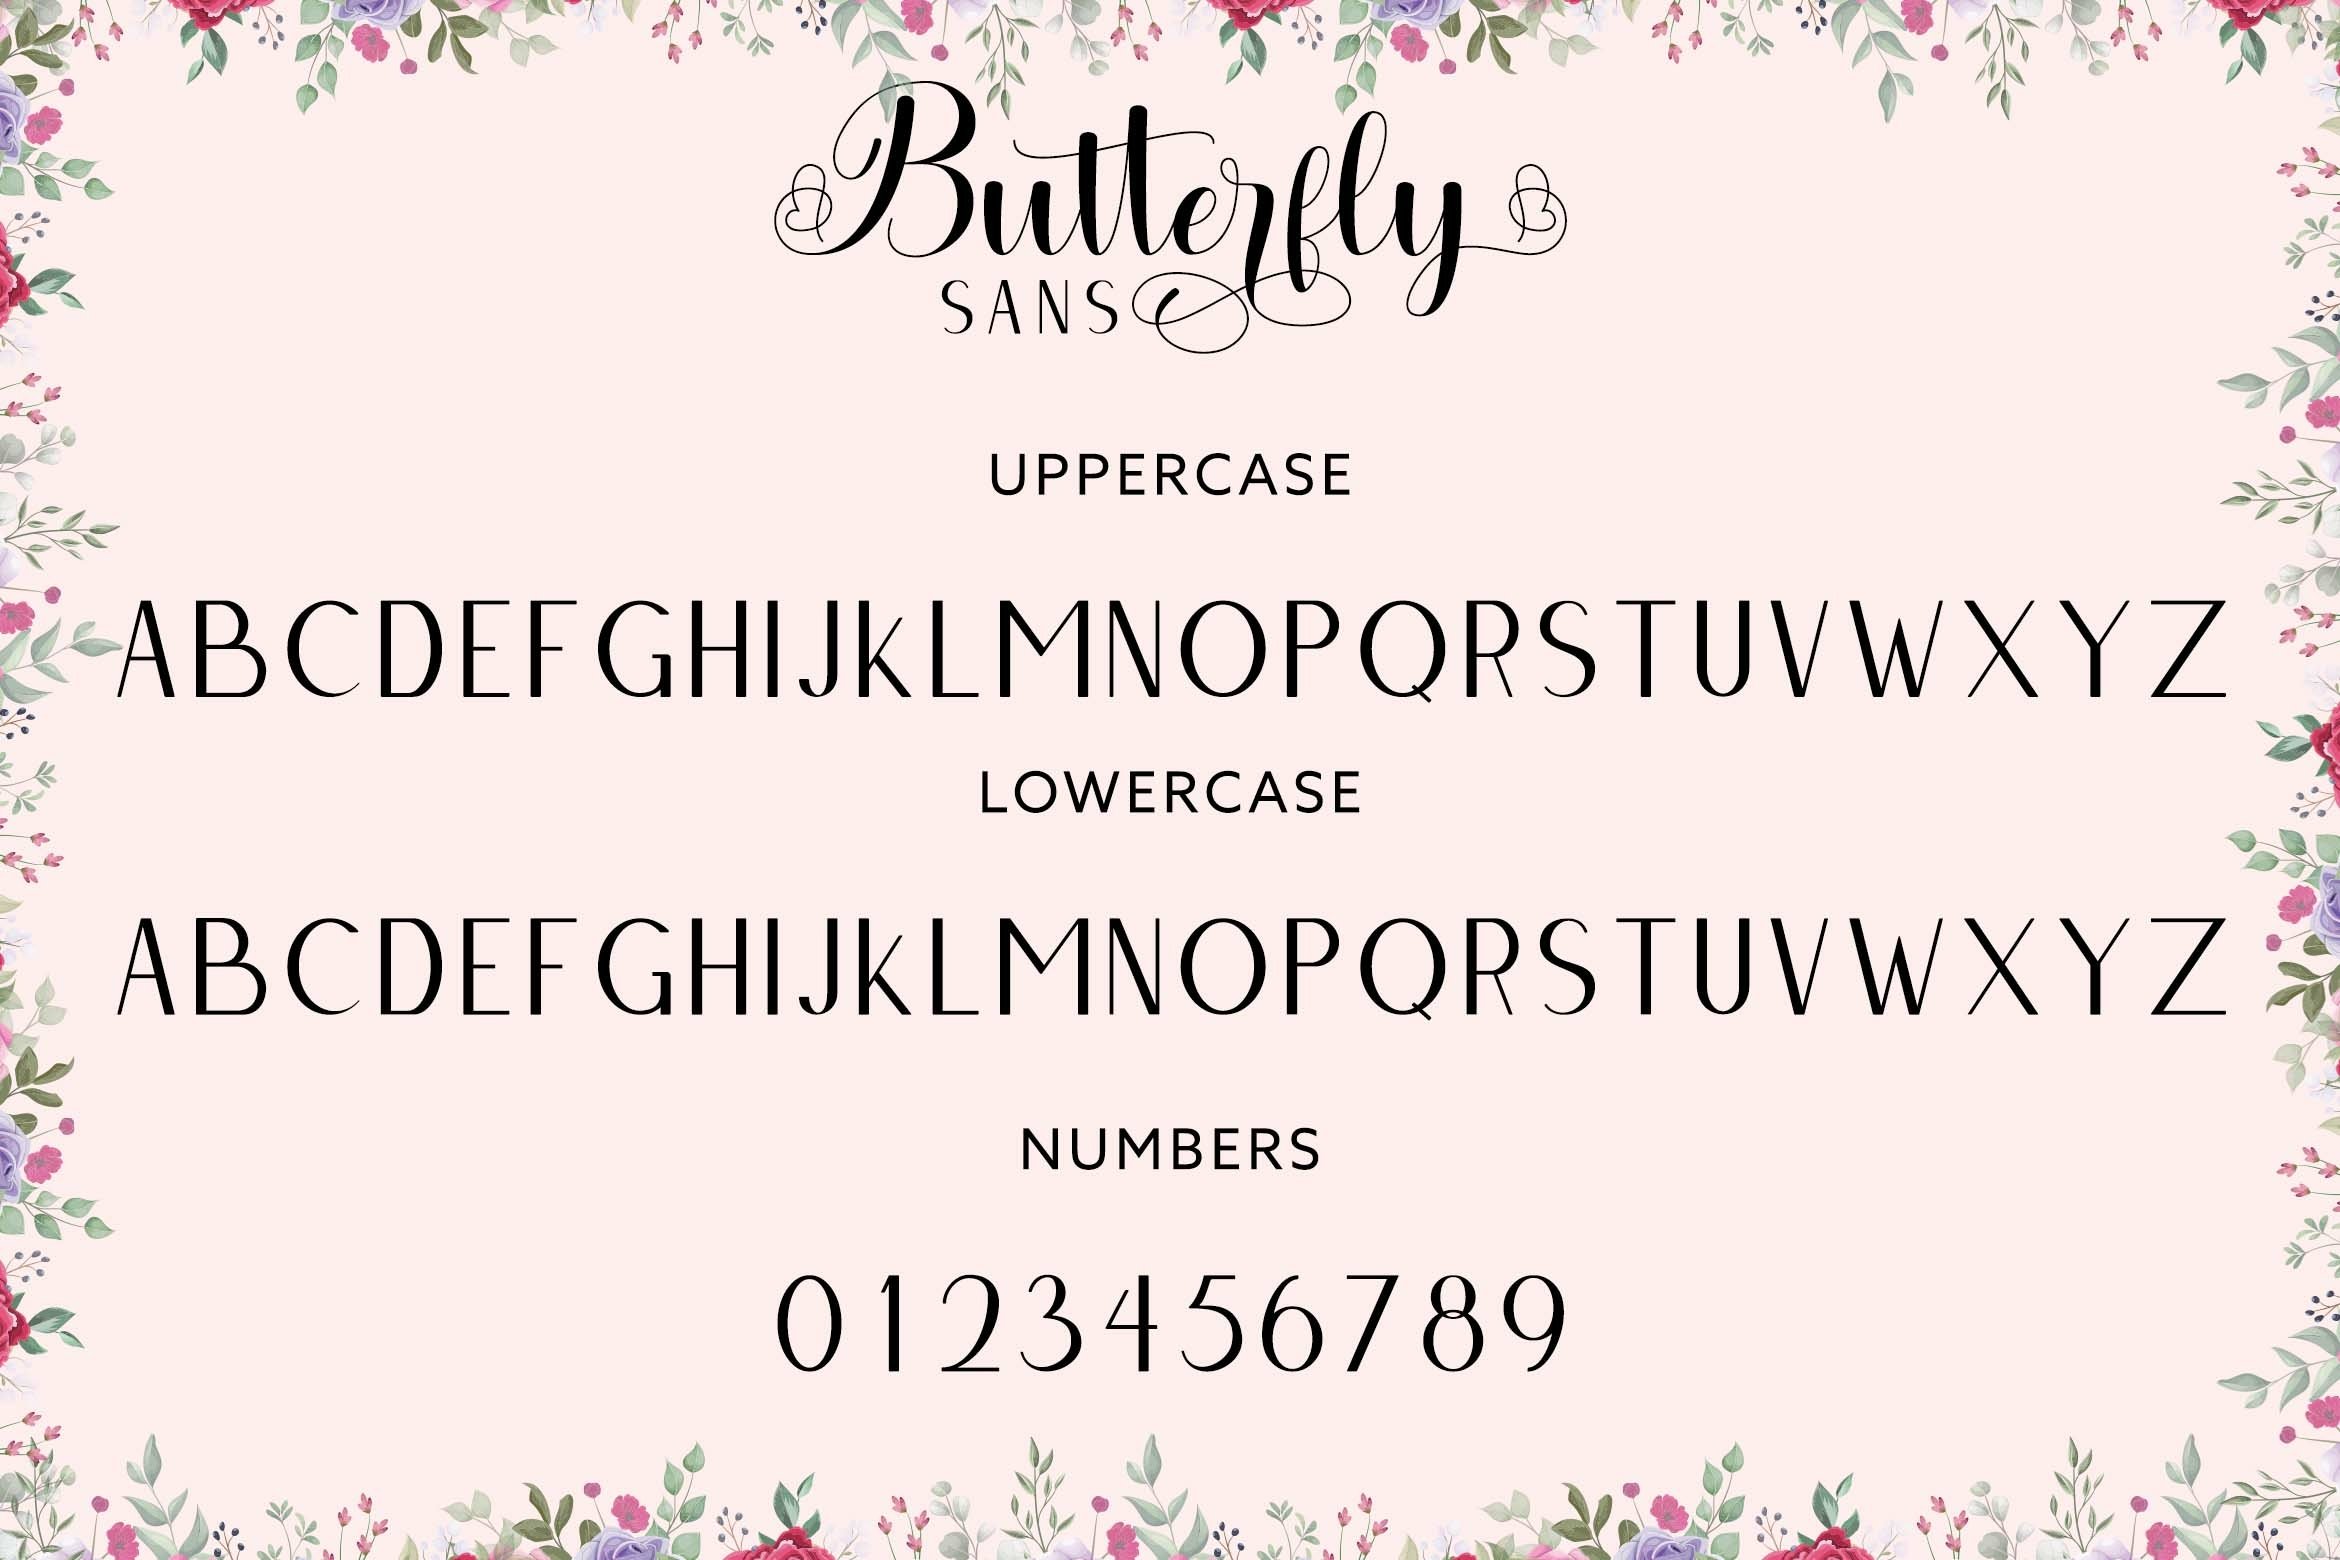 Butterfly
SANS
UPPERCASE
ABCDEFGHIJKLMNOPQRSTUVWXYZ
LOWERCASE
ABCDEFGHIJKLMNOPQRSTUVWXYZ
NUMBERS
0123456789